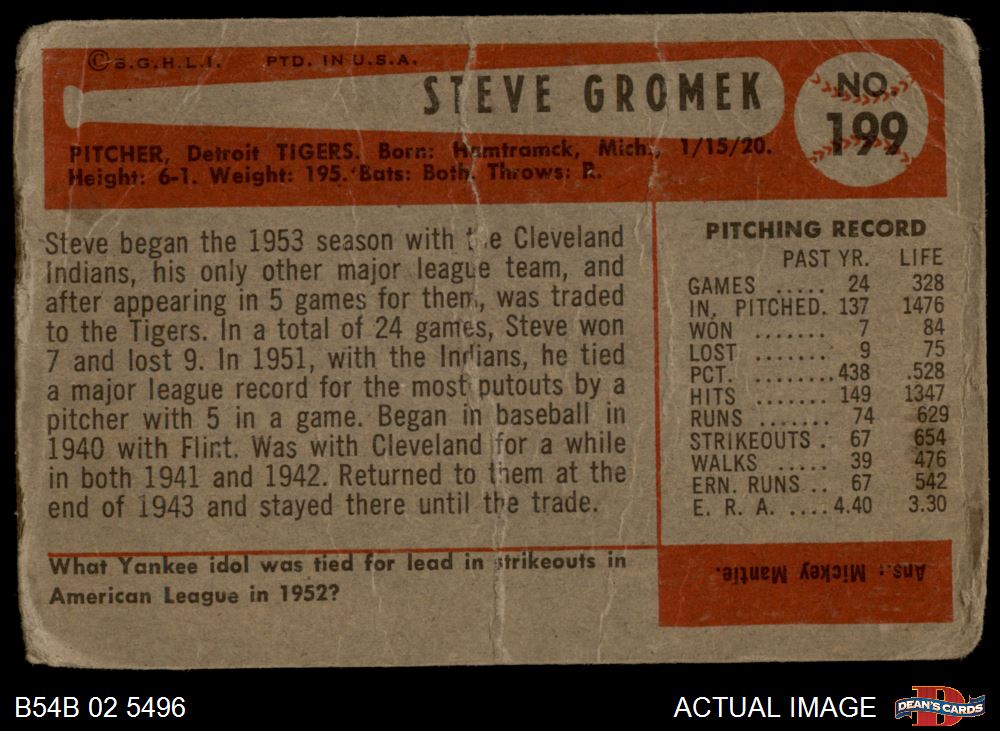 © B.G.H.L.I. PTD. IN U.S.A.
STEVE GROMEK
NO.
199
PITCHER, Detroit TIGERS. Born: Hamtramck, Mich., 1/15/20.
Height: 6-1. Weight: 195. Bats: Both. Throws: R.
Steve began the 1953 season with the Cleveland
Indians, his only other major league team, and
after appearing in 5 games for them, was traded
to the Tigers. In a total of 24 games, Steve won
7 and lost 9. In 1951, with the Indians, he tied
a major league record for the most putouts by a
pitcher with 5 in a game. Began in baseball in
1940 with Flint. Was with Cleveland for a while
in both 1941 and 1942. Returned to them at the
end of 1943 and stayed there until the trade.
What Yankee idol was tied for lead in strikeouts in
American League in 1952?
PITCHING RECORD
PAST YR. LIFE
GAMES ..... 24 328
IN. PITCHED. 137 1476
WON ....... 7 84
LOST ....... 9 75
PCT. ........438 .528
HITS ....... 149 1347
RUNS ....... 74 629
STRIKEOUTS . 67 654
WALKS ..... 39 476
ERN. RUNS .. 67 542
E. R. A. ....4.40 3.30
Ans.: Mickey Mantle.
B54B 02 5496
ACTUAL IMAGE
DEAN'S CARDS